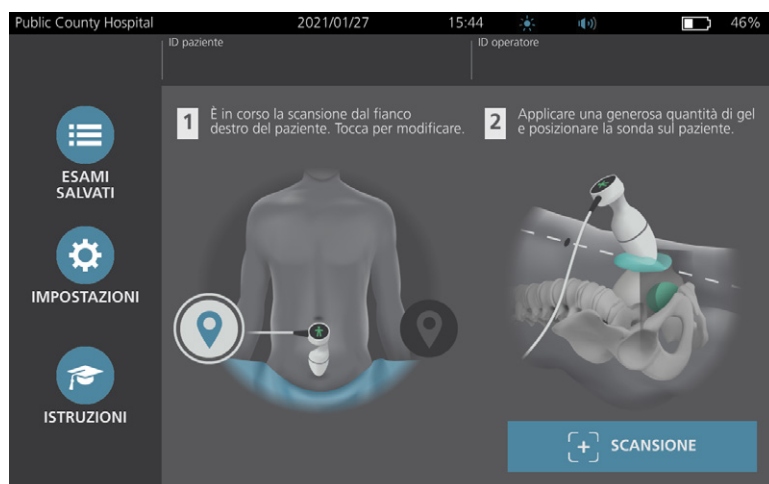 Public County Hospital 2021/01/27 15:44 46%
ID paziente ID operatore
1 È in corso la scansione dal fianco
destro del paziente. Tocca per modificare.
2 Applicare una generosa quantità di gel
e posizionare la sonda sul paziente.
ESAMI
SALVATI
IMPOSTAZIONI
ISTRUZIONI
SCANSIONE